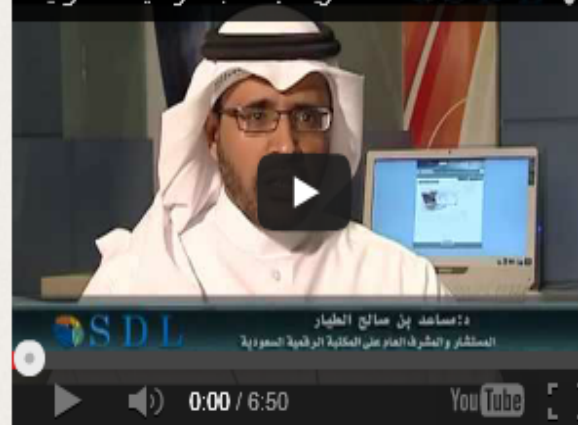 SDL
د:مساعد بن صالح الطيار
المستشار والمشرف العام على المكتبة الرقمية السعودية
0:00 / 6:50
YouTube